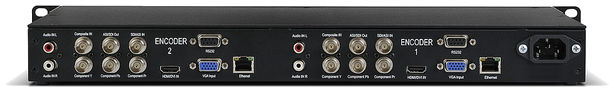 Audio IN L Composite IN ASI/SDI Out SDI/ASI IN
ENCODER
2
RS232
Audio IN R Component Y Component Pb Component Pr HDMI/DVI IN VGA Input Ethernet
Audio IN L Composite IN ASI/SDI Out SDI/ASI IN
ENCODER
1
RS232
Audio IN R Component Y Component Pb Component Pr HDMI/DVI IN VGA Input Ethernet